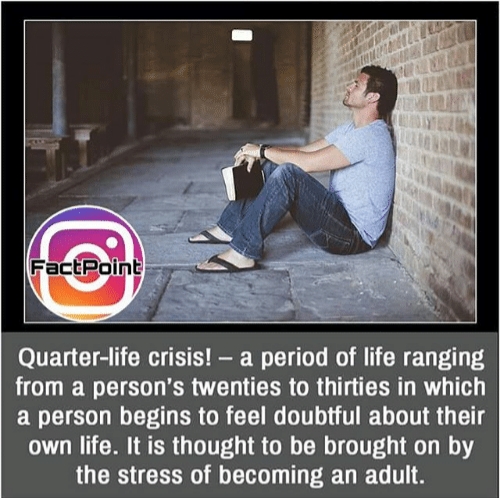 FactPoint
Quarter-life crisis! – a period of life ranging
from a person's twenties to thirties in which
a person begins to feel doubtful about their
own life. It is thought to be brought on by
the stress of becoming an adult.